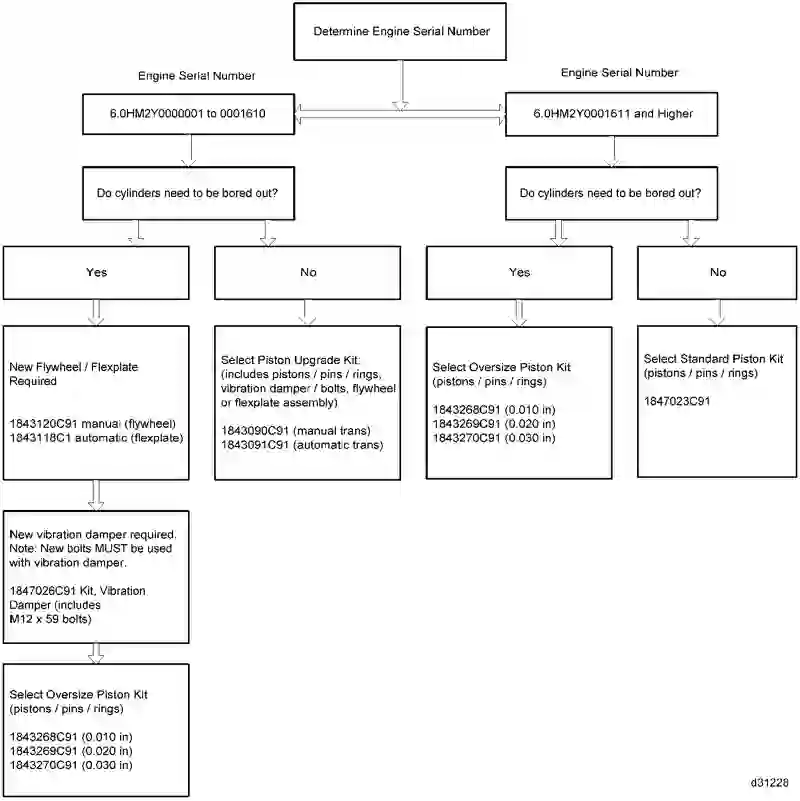 Determine Engine Serial Number
Engine Serial Number
Engine Serial Number
6.0HM2Y0000001 to 0001610
6.0HM2Y0001611 and Higher
Do cylinders need to be bored out?
Do cylinders need to be bored out?
Yes
No
Yes
No
New Flywheel / Flexplate
Required
1843120C91 manual (flywheel)
1843118C1 automatic (flexplate)
Select Piston Upgrade Kit:
(includes pistons / pins / rings,
vibration damper / bolts, flywheel
or flexplate assembly)
1843090C91 (manual trans)
1843091C91 (automatic trans)
Select Oversize Piston Kit
(pistons / pins / rings)
1843268C91 (0.010 in)
1843269C91 (0.020 in)
1843270C91 (0.030 in)
Select Standard Piston Kit
(pistons / pins / rings)
1847023C91
New vibration damper required.
Note: New bolts MUST be used
with vibration damper.
1847026C91 Kit, Vibration
Damper (includes
M12 x 59 bolts)
Select Oversize Piston Kit
(pistons / pins / rings)
1843268C91 (0.010 in)
1843269C91 (0.020 in)
1843270C91 (0.030 in)
d31228